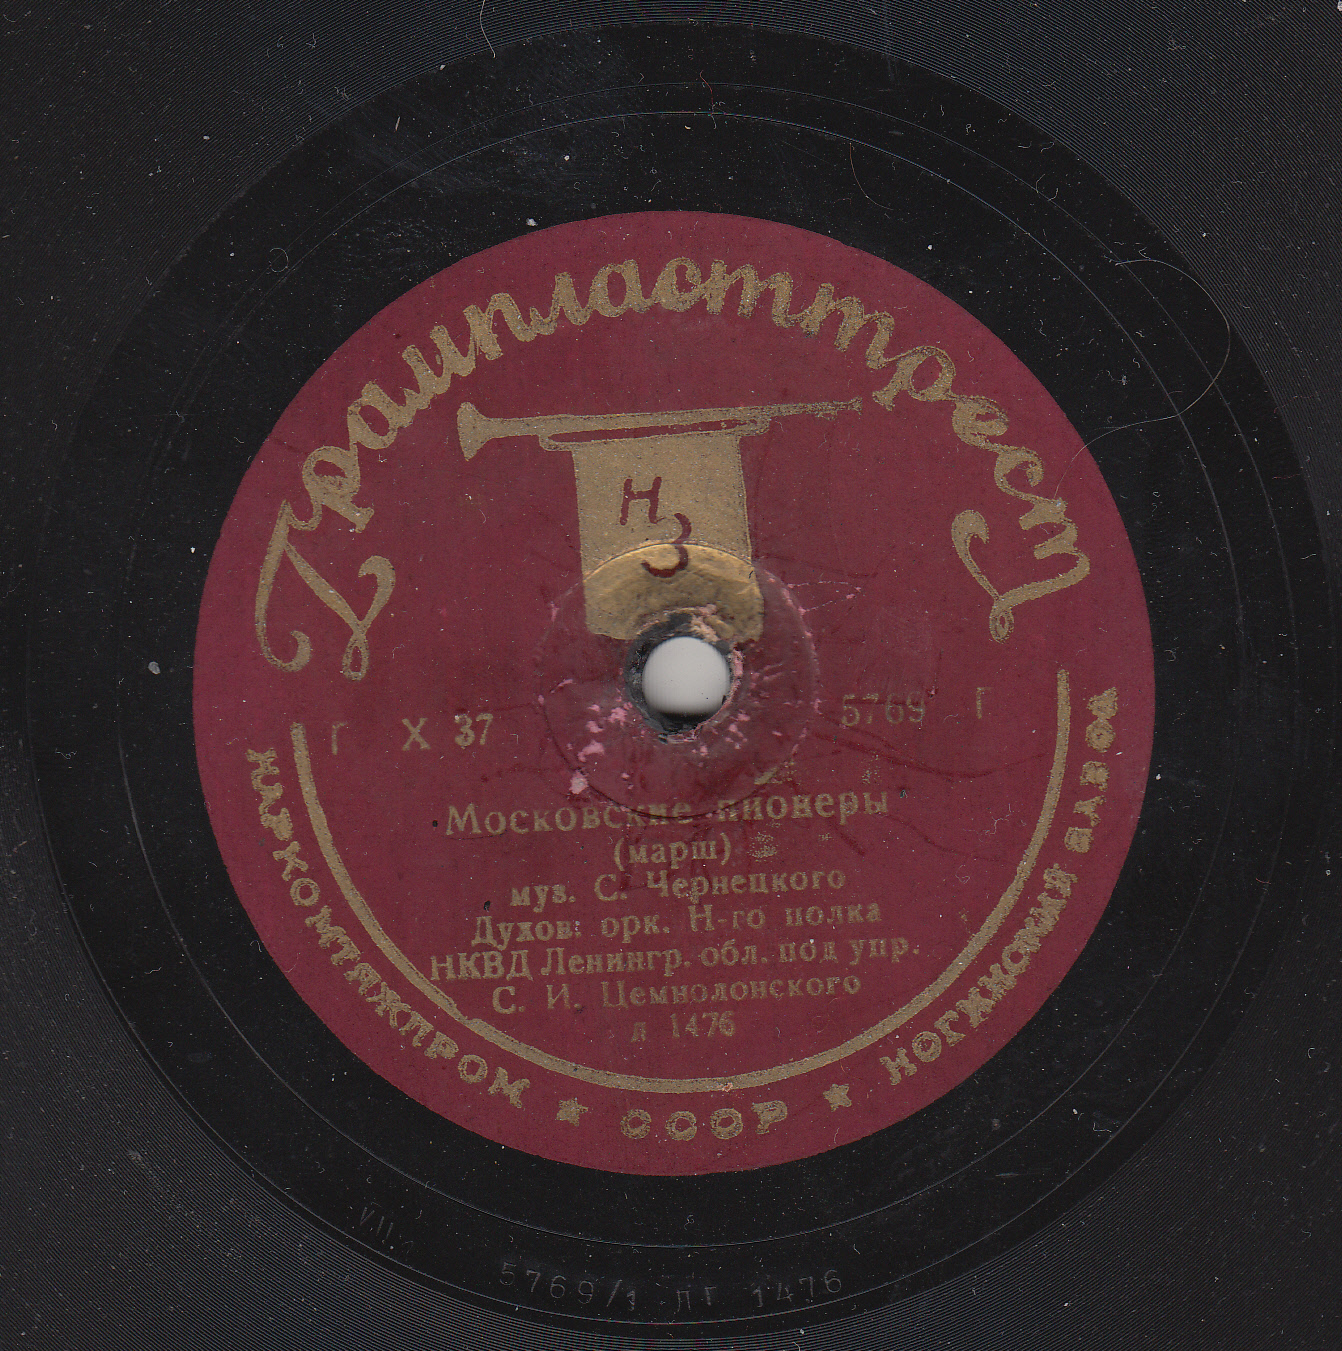 Грампласттрест
Н
З
Г Х 37 5769 Г
Московские пионеры
(марш)
муз. С. Чернецкого
Духов. орк. Н-го полка
НКВД Ленингр. обл. под упр.
С. И. Цемнолонского
л 1476
НАРКОМТЯЖПРОМ ★ СССР ★ НОГИНСКИЙ ЗАВОД
VII
5769/1 ЛГ 1476